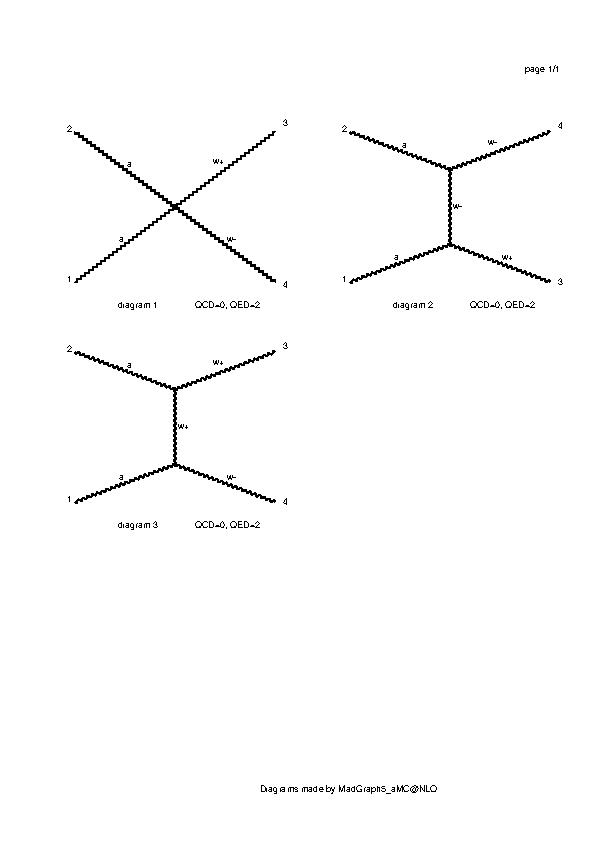 page 1/1
2 3
a w+
a w-
1 4
diagram 1 QCD=0, QED=2
2 4
a w-
w-
a w+
1 3
diagram 2 QCD=0, QED=2
2 3
a w+
w+
a w-
1 4
diagram 3 QCD=0, QED=2
Diagrams made by MadGraph5_aMC@NLO